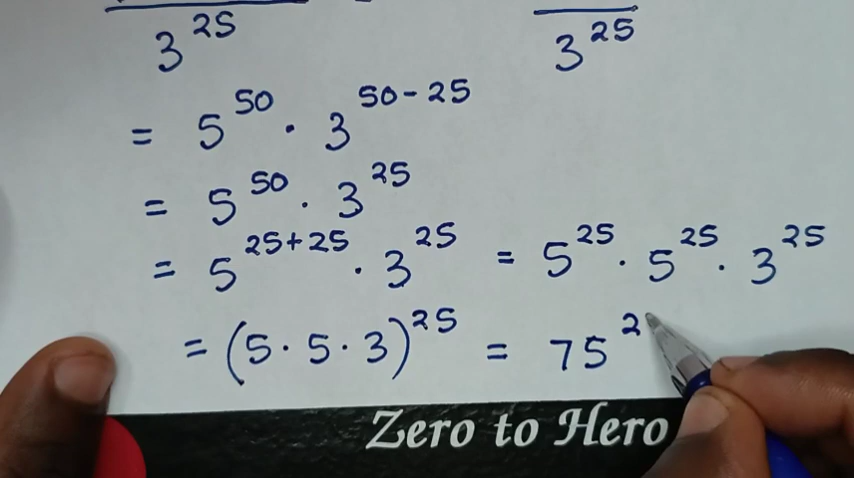 3^25 3^25
= 5^50 · 3^50-25
= 5^50 · 3^25
= 5^25+25 · 3^25 = 5^25 · 5^25 · 3^25
= (5 · 5 · 3)^25 = 75^2
Zero to Hero